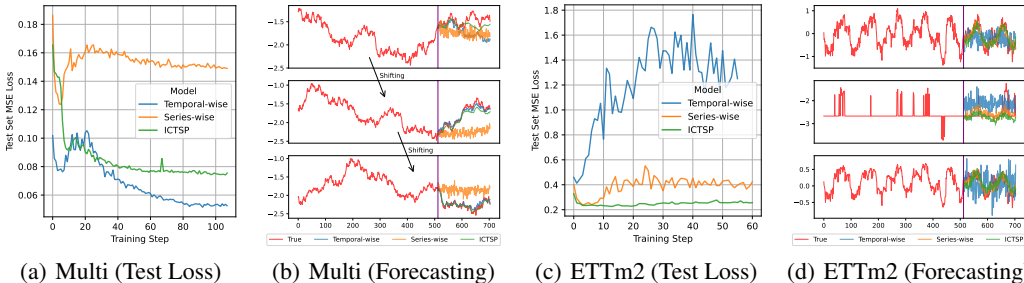 0.18
0.16
0.14
0.12
0.10
0.08
0.06
0
20
40
60
80
100
Test Set MSE Loss
Training Step
Model
Temporal-wise
Series-wise
ICTSP
(a) Multi (Test Loss)
−1.5
−2.0
−2.5
Shifting
−1.0
−1.5
−2.0
−2.5
Shifting
−1.0
−1.5
−2.0
−2.5
0 100 200 300 400 500 600 700
True Temporal-wise Series-wise ICTSP
(b) Multi (Forecasting)
1.8
1.6
1.4
1.2
1.0
0.8
0.6
0.4
0.2
0 10 20 30 40 50 60
Test Set MSE Loss
Training Step
Model
Temporal-wise
Series-wise
ICTSP
(c) ETTm2 (Test Loss)
1
0
−1
−2
−3
0.5
0.0
−0.5
0 100 200 300 400 500 600 700
True Temporal-wise Series-wise ICTSP
(d) ETTm2 (Forecasting)